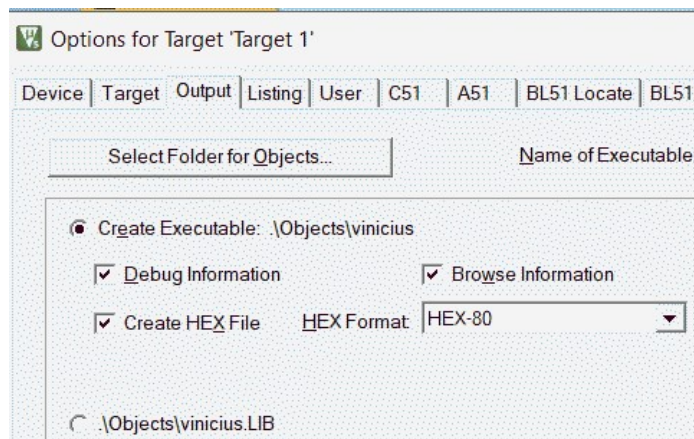 Options for Target 'Target 1'
Device Target Output Listing User C51 A51 BL51 Locate BL51
Select Folder for Objects... Name of Executable
Create Executable: .\Objects\vinicius
Debug Information Browse Information
Create HEX File HEX Format: HEX-80
.\Objects\vinicius.LIB